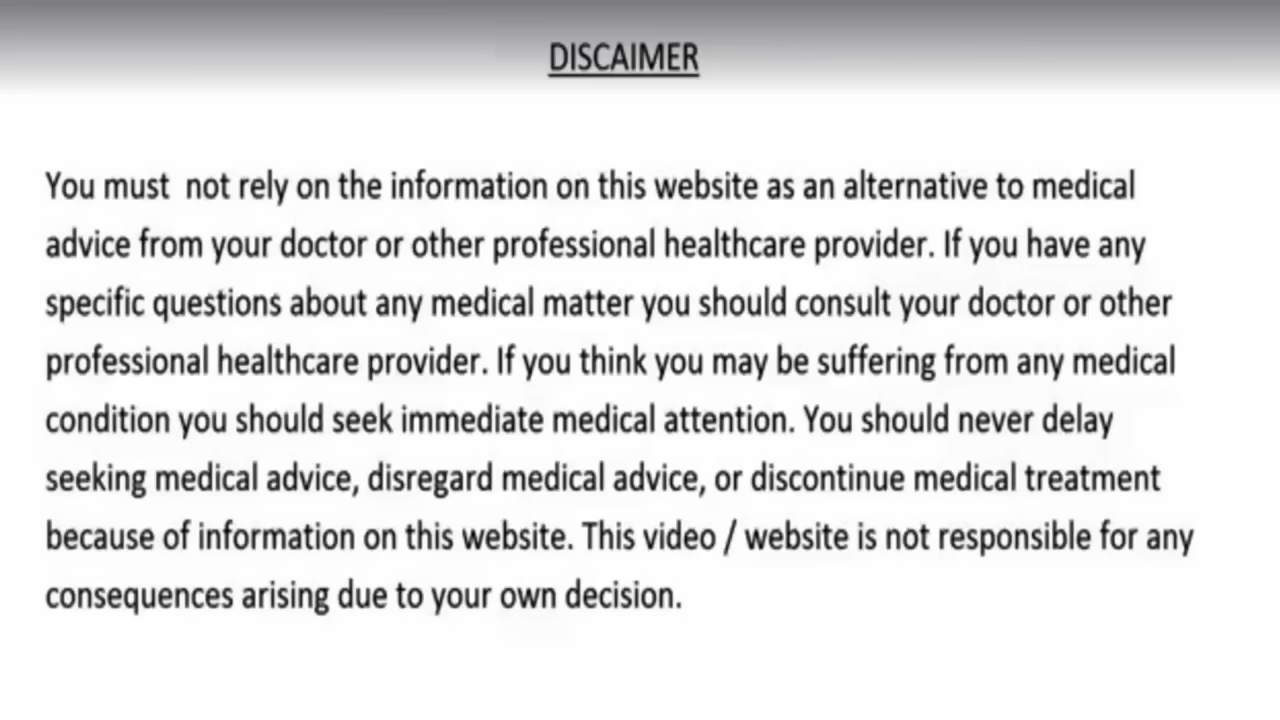 DISCAIMER
You must  not rely on the information on this website as an alternative to medical
advice from your doctor or other professional healthcare provider. If you have any
specific questions about any medical matter you should consult your doctor or other
professional healthcare provider. If you think you may be suffering from any medical
condition you should seek immediate medical attention. You should never delay
seeking medical advice, disregard medical advice, or discontinue medical treatment
because of information on this website. This video / website is not responsible for any
consequences arising due to your own decision.